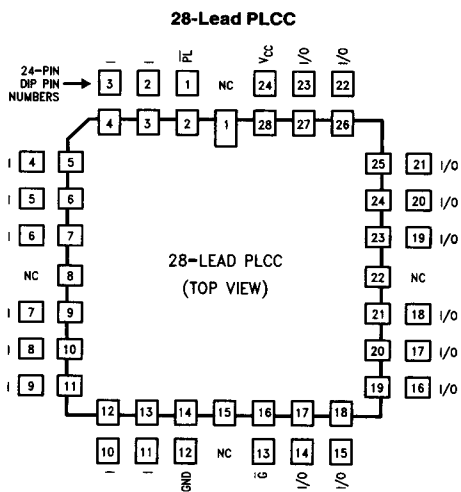 28-Lead PLCC
24-PIN
DIP PIN
NUMBERS
I I PL NC VCC I/O I/O
3 2 1 24 23 22
4 3 2 1 28 27 26
I 4 5 25 21 I/O
I 5 6 24 20 I/O
I 6 7 23 19 I/O
28-LEAD PLCC
NC 8 22 NC
(TOP VIEW)
I 7 9 21 18 I/O
I 8 10 20 17 I/O
I 9 11 19 16 I/O
12 13 14 15 16 17 18
10 11 12 NC 13 14 15
I I GND G I/O I/O